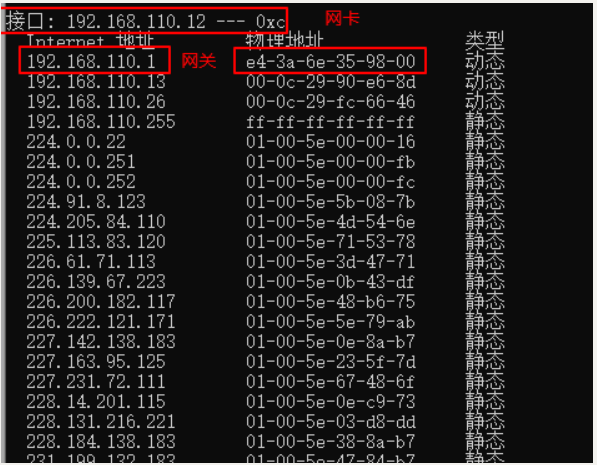 接口: 192.168.110.12 --- 0xc 网卡
Internet 地址 物理地址 类型
192.168.110.1 网关 e4-3a-6e-35-98-00 动态
192.168.110.13 00-0c-29-90-e6-8d 动态
192.168.110.26 00-0c-29-fc-66-46 动态
192.168.110.255 ff-ff-ff-ff-ff-ff 静态
224.0.0.22 01-00-5e-00-00-16 静态
224.0.0.251 01-00-5e-00-00-fb 静态
224.0.0.252 01-00-5e-00-00-fc 静态
224.91.8.123 01-00-5e-5b-08-7b 静态
224.205.84.110 01-00-5e-4d-54-6e 静态
225.113.83.120 01-00-5e-71-53-78 静态
226.61.71.113 01-00-5e-3d-47-71 静态
226.139.67.223 01-00-5e-0b-43-df 静态
226.200.182.117 01-00-5e-48-b6-75 静态
226.222.121.171 01-00-5e-5e-79-ab 静态
227.142.138.183 01-00-5e-0e-8a-b7 静态
227.163.95.125 01-00-5e-23-5f-7d 静态
227.231.72.111 01-00-5e-67-48-6f 静态
228.14.201.115 01-00-5e-0e-c9-73 静态
228.131.216.221 01-00-5e-03-d8-dd 静态
228.184.138.183 01-00-5e-38-8a-b7 静态
231.199.132.183 01-00-5e-47-84-b7 静态